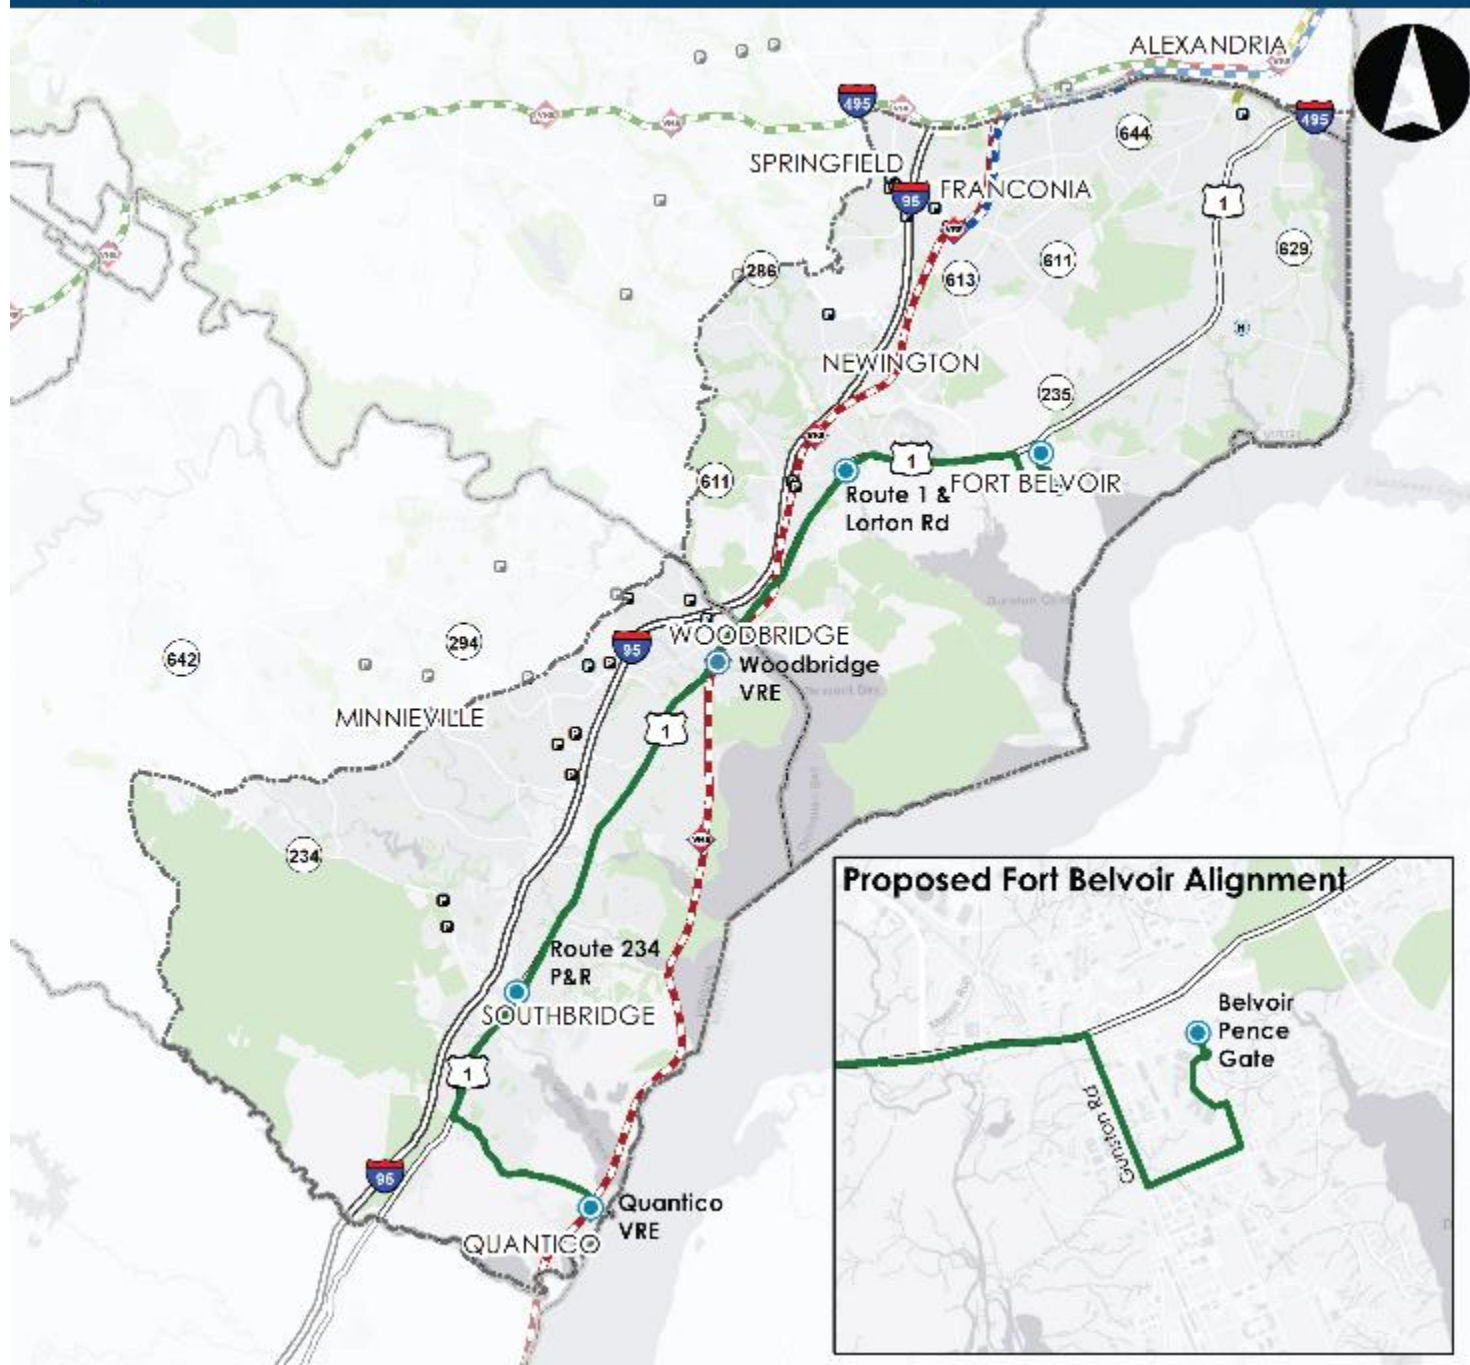 ALEXANDRIA
495
495
644
SPRINGFIELD
95
FRANCONIA
1
629
286
613
611
VRE
NEWINGTON
235
1
611
FORT BELVOIR
Route 1 &
Lorton Rd
WOODBRIDGE
95
294
642
Woodbridge
VRE
MINNIEVILLE
1
234
Route 234
P&R
SOUTHBRIDGE
1
95
Quantico
VRE
QUANTICO
Proposed Fort Belvoir Alignment
Belvoir
Pence
Gate
Gunston Rd